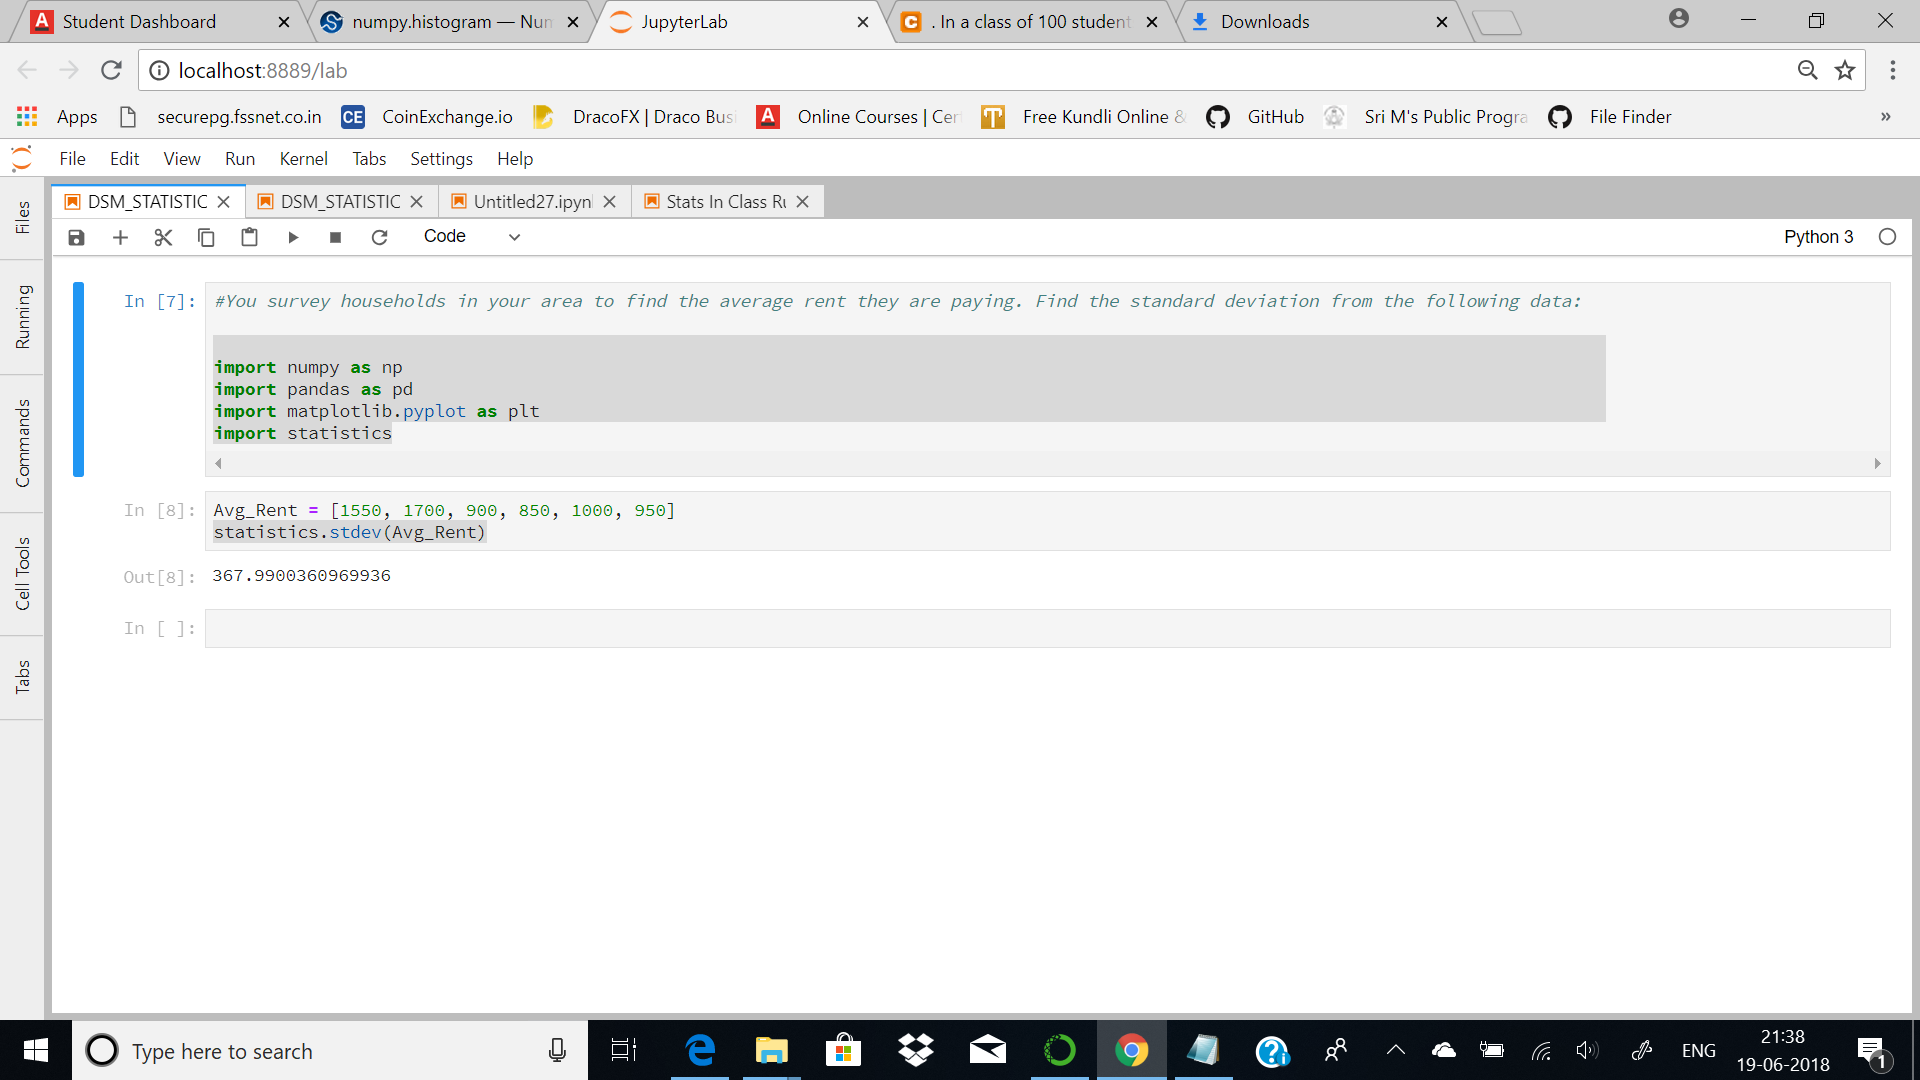 Student Dashboard
numpy.histogram — Num
JupyterLab
. In a class of 100 student
Downloads
localhost:8889/lab
Apps
securepg.fssnet.co.in
CE
CoinExchange.io
DracoFX | Draco Busi
Online Courses | Cert
Free Kundli Online &
GitHub
Sri M's Public Progra
File Finder
»
File Edit View Run Kernel Tabs Settings Help
DSM_STATISTIC
DSM_STATISTIC
Untitled27.ipynl
Stats In Class Ru
Code
Python 3
Files
Running
Commands
Cell Tools
Tabs
In [7]:
#You survey households in your area to find the average rent they are paying. Find the standard deviation from the following data:
import numpy as np
import pandas as pd
import matplotlib.pyplot as plt
import statistics
In [8]:
Avg_Rent = [1550, 1700, 900, 850, 1000, 950]
statistics.stdev(Avg_Rent)
Out[8]:
367.9900360969936
In [ ]:
Type here to search
ENG
21:38
19-06-2018
1